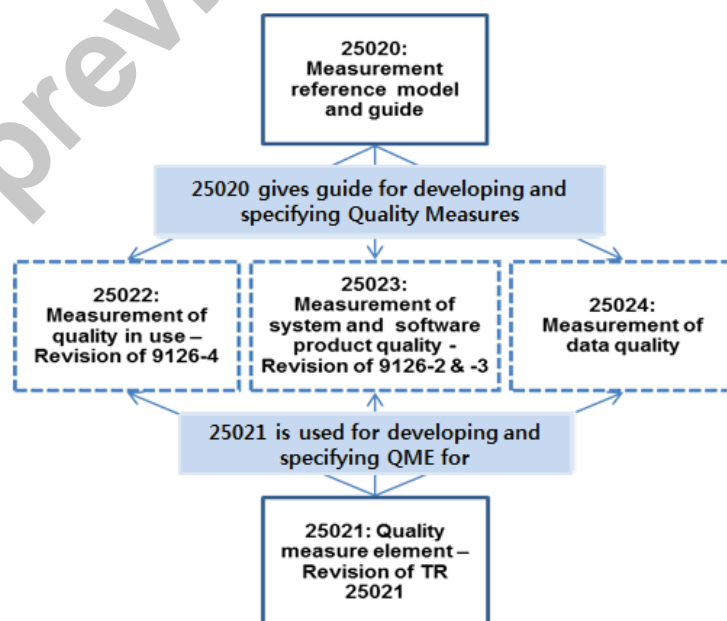 previ
25020:
Measurement
reference model
and guide
25020 gives guide for developing and
specifying Quality Measures
25022:
Measurement of
quality in use –
Revision of 9126-4
25023:
Measurement of
system and software
product quality -
Revision of 9126-2 & -3
25024:
Measurement of
data quality
25021 is used for developing and
specifying QME for
25021: Quality
measure element –
Revision of TR
25021